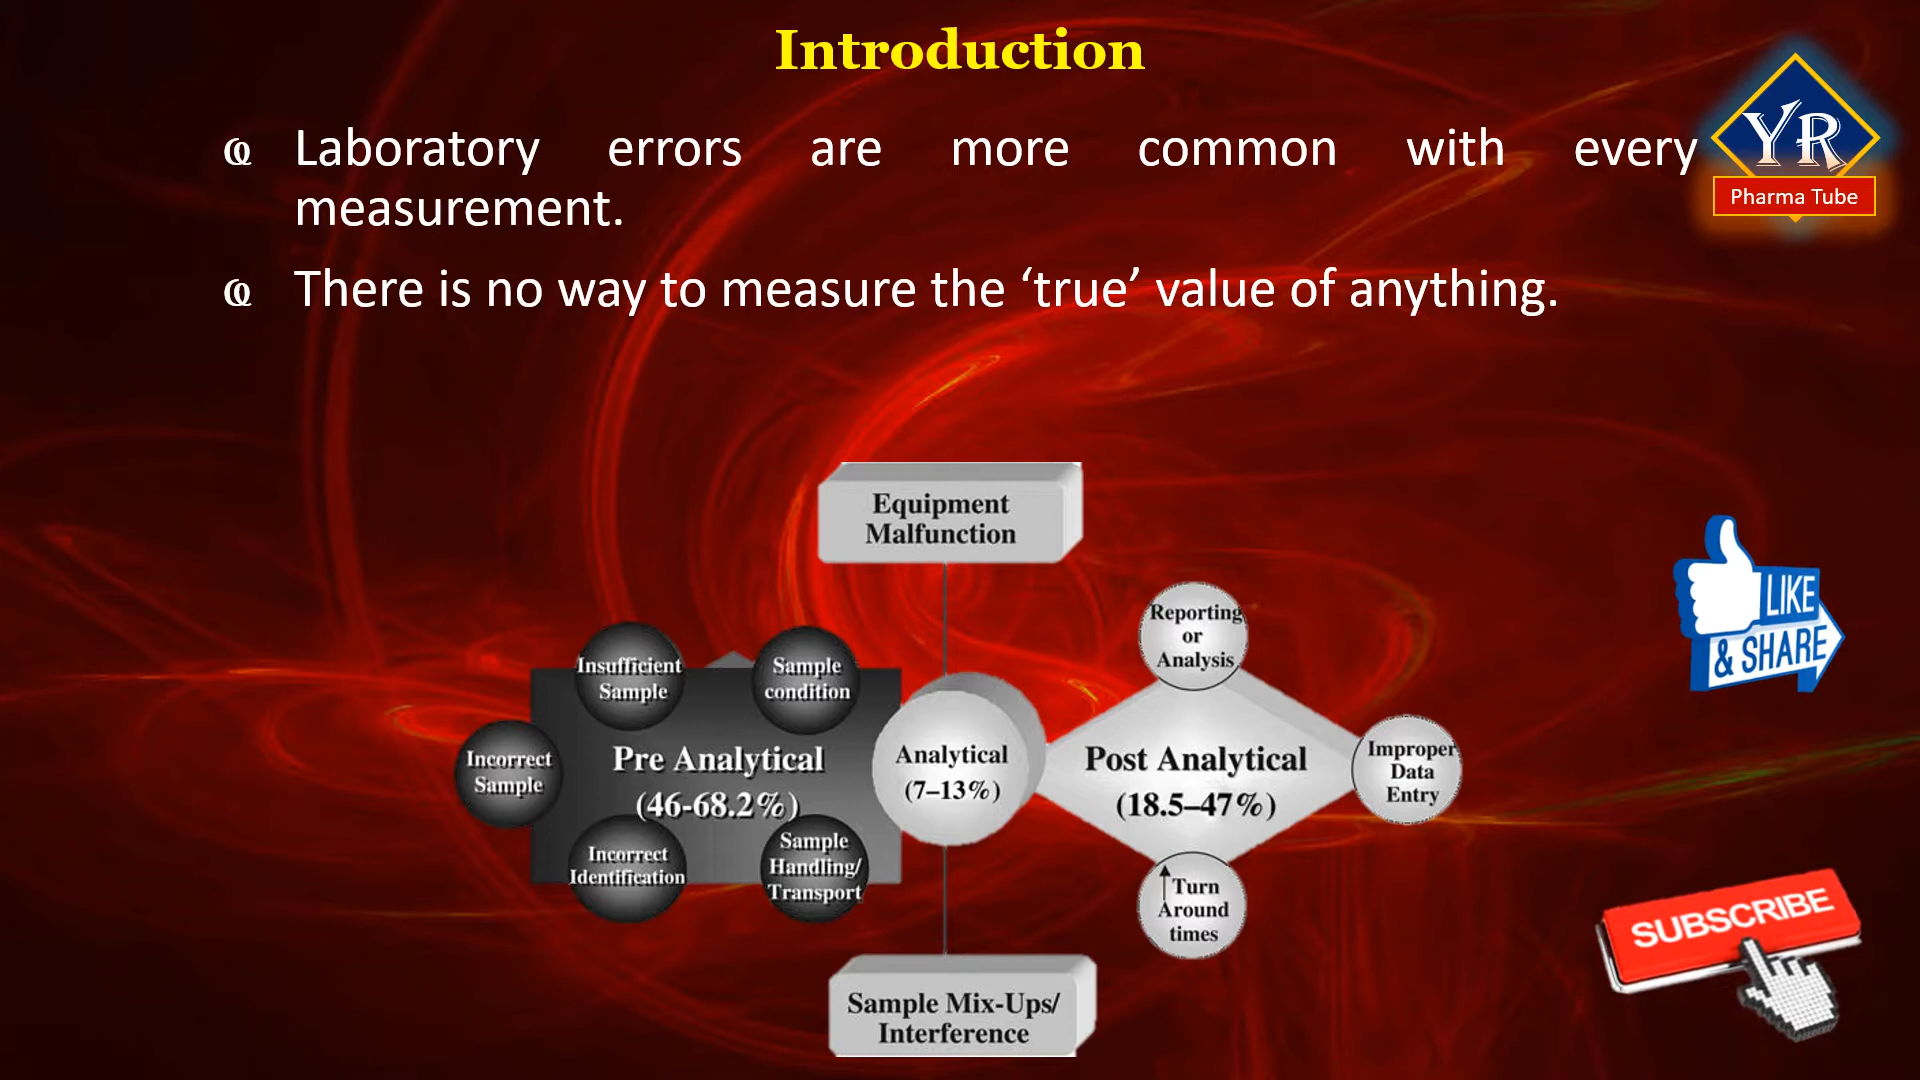 Introduction
Laboratory errors are more common with every
measurement.
There is no way to measure the ‘true’ value of anything.
YR
Pharma Tube
Equipment
Malfunction
Insufficient
Sample
Sample
condition
Incorrect
Sample
Pre Analytical
(46-68.2%)
Incorrect
Identification
Sample
Handling/
Transport
Analytical
(7–13%)
Reporting
or
Analysis
Post Analytical
(18.5–47%)
Improper
Data
Entry
Turn
Around
times
Sample Mix-Ups/
Interference
LIKE
& SHARE
SUBSCRIBE